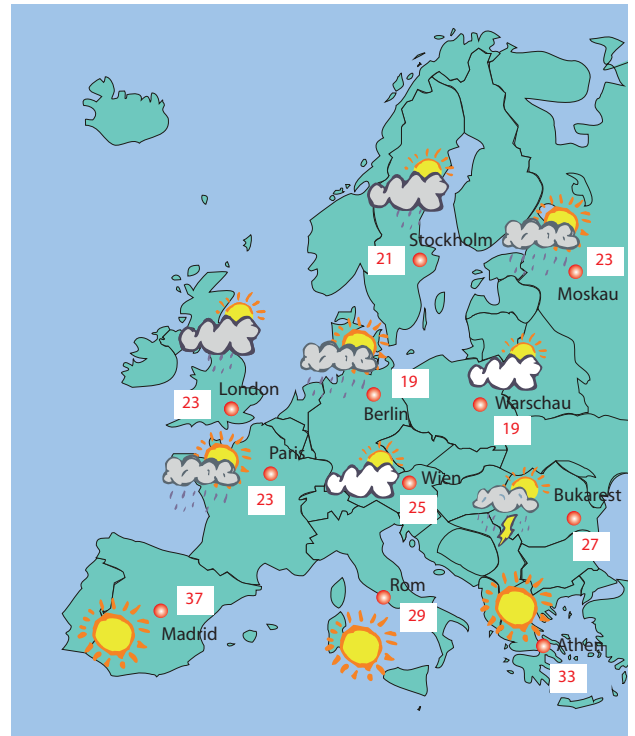 Stockholm
21
23
Moskau
London
23
19
Berlin
Warschau
19
Paris
23
Wien
25
Bukarest
27
37
Madrid
Rom
29
Athen
33